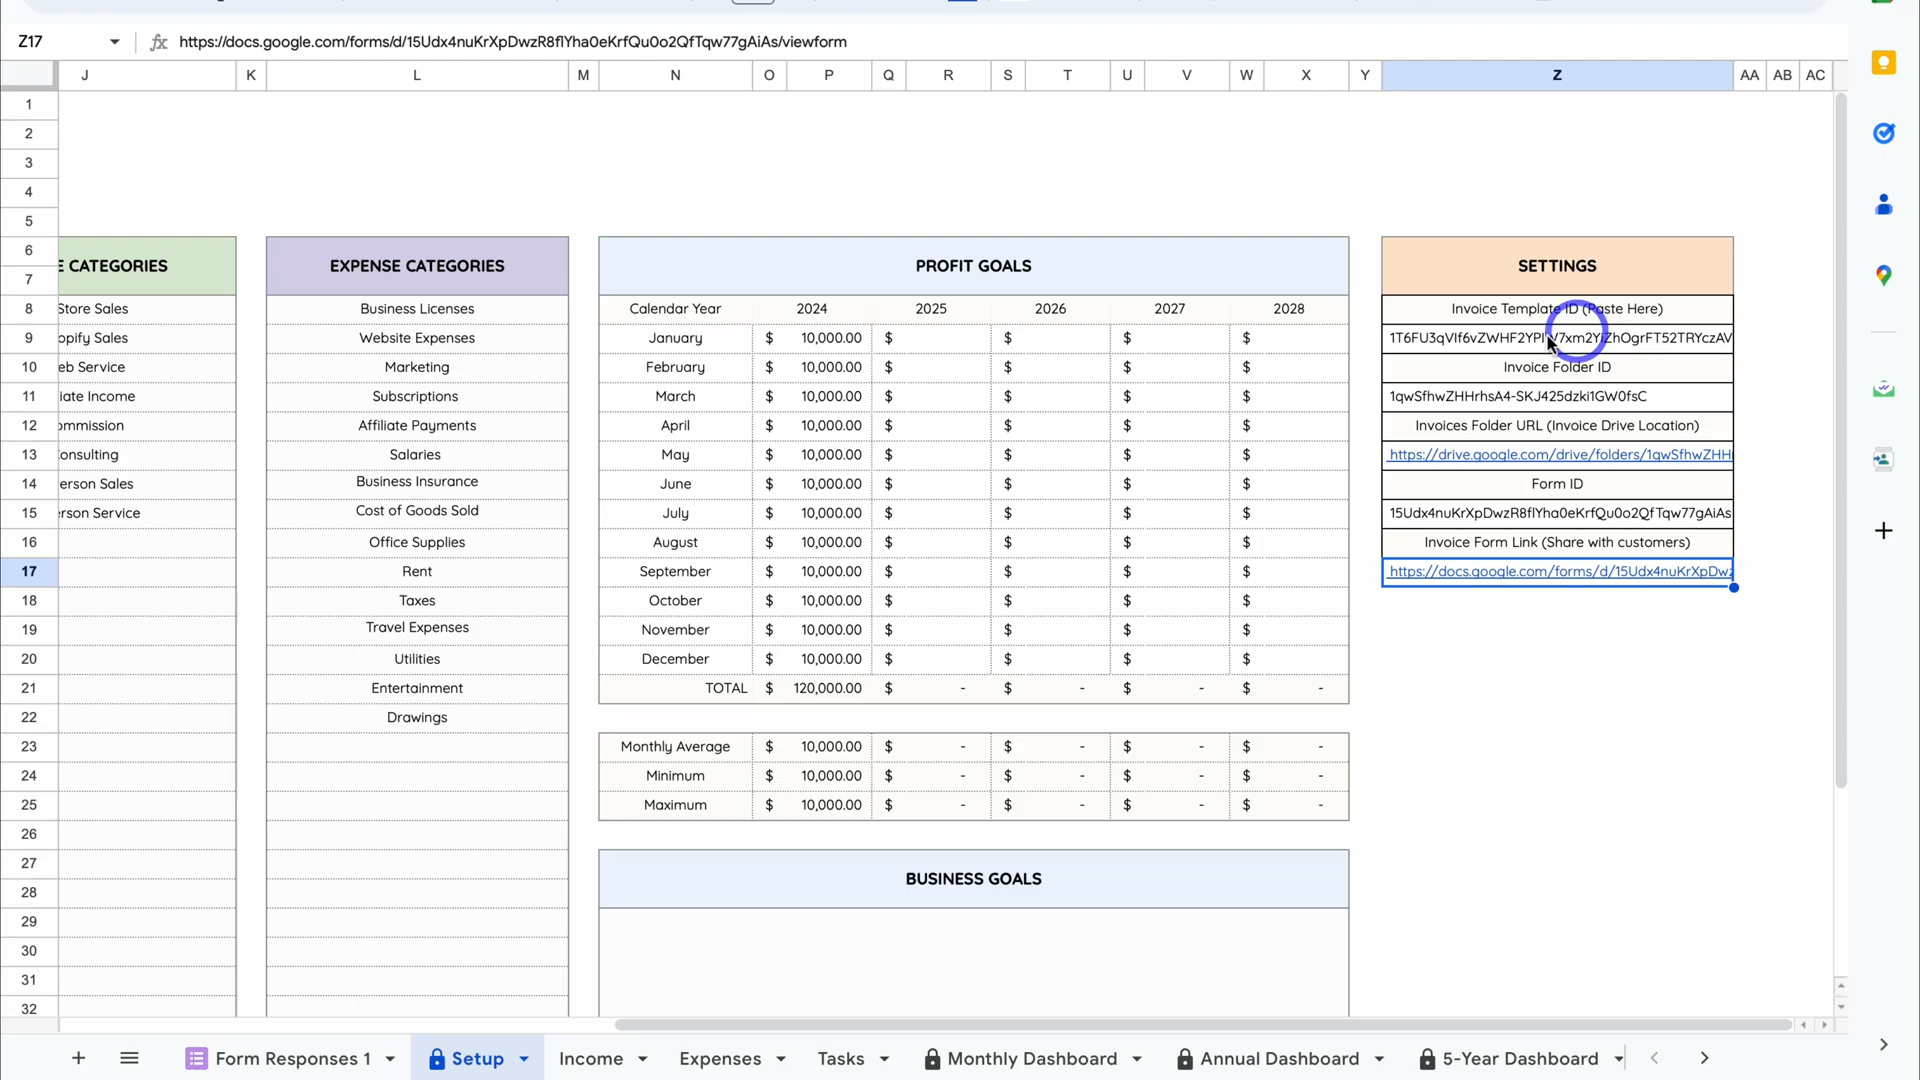 Z17 fx https://docs.google.com/forms/d/15Udx4nuKrXpDwzR8flYha0eKrfQu0o2QfTqw77gAiAs/viewform
J K L M N O P Q R S T U V W X Y Z AA AB AC
1
2
3
4
5
6
E CATEGORIES EXPENSE CATEGORIES PROFIT GOALS SETTINGS
7
8 Store Sales Business Licenses Calendar Year 2024 2025 2026 2027 2028 Invoice Template ID (Paste Here)
9 opify Sales Website Expenses January $ 10,000.00 $ $ $ $
10 eb Service Marketing February $ 10,000.00 $ $ $ $ Invoice Folder ID
11 iate Income Subscriptions March $ 10,000.00 $ $ $ $ 1qwSfhwZHHrhsA4-SKJ425dzki1GW0fsC
12 ommission Affiliate Payments April $ 10,000.00 $ $ $ $ Invoices Folder URL (Invoice Drive Location)
13 Consulting Salaries May $ 10,000.00 $ $ $ $ https://drive.google.com/drive/folders/1qwSfhwZHH
14 erson Sales Business Insurance June $ 10,000.00 $ $ $ $ Form ID
15 erson Service Cost of Goods Sold July $ 10,000.00 $ $ $ $ 15Udx4nuKrXpDwzR8flYha0eKrfQu0o2QfTqw77gAiAs
16 Office Supplies August $ 10,000.00 $ $ $ $ Invoice Form Link (Share with customers)
17 Rent September $ 10,000.00 $ $ $ $ https://docs.google.com/forms/d/15Udx4nuKrXpDwz
18 Taxes October $ 10,000.00 $ $ $ $
19 Travel Expenses November $ 10,000.00 $ $ $ $
20 Utilities December $ 10,000.00 $ $ $ $
21 Entertainment TOTAL $ 120,000.00 $ - $ - $ - $ -
22 Drawings
23 Monthly Average $ 10,000.00 $ - $ - $ - $ -
24 Minimum $ 10,000.00 $ - $ - $ - $ -
25 Maximum $ 10,000.00 $ - $ - $ - $ -
26
27
BUSINESS GOALS
28
29
30
31
32
Form Responses 1 Setup Income Expenses Tasks Monthly Dashboard Annual Dashboard 5-Year Dashboard